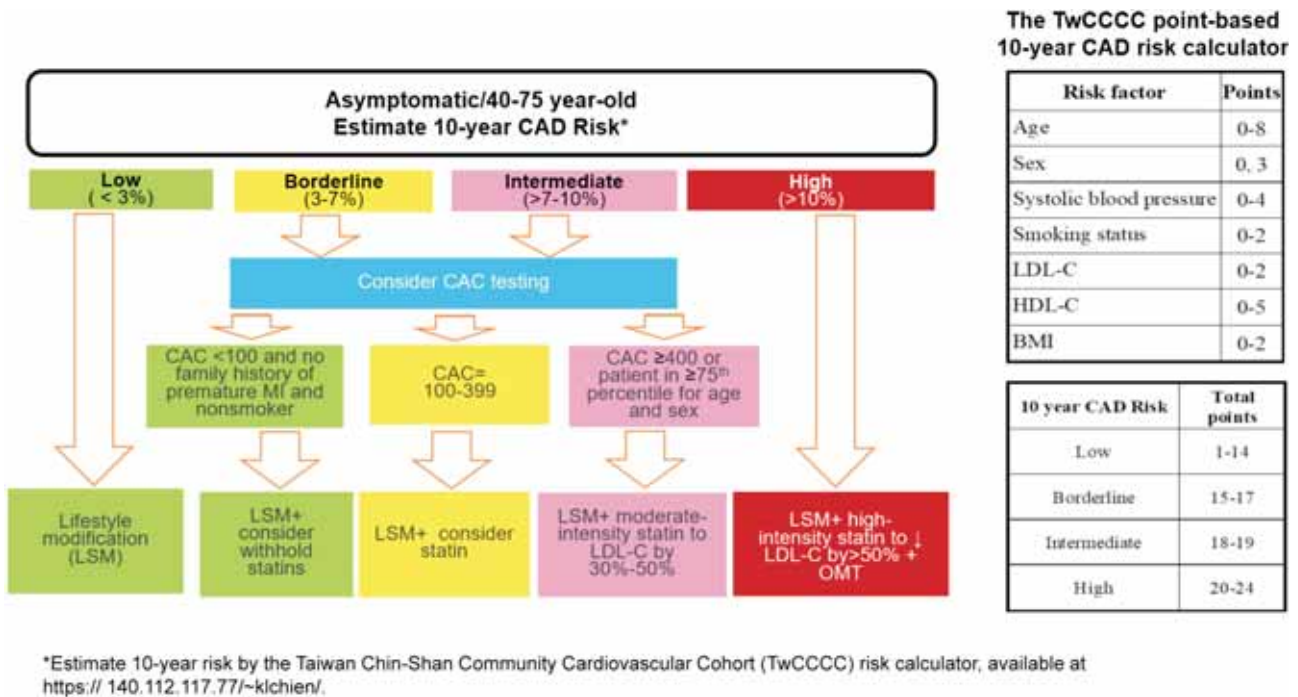 The TwCCCC point-based
10-year CAD risk calculator
Asymptomatic/40-75 year-old
Estimate 10-year CAD Risk*
Low
( < 3%)
Borderline
(3-7%)
Intermediate
(>7-10%)
High
(>10%)
Consider CAC testing
CAC <100 and no
family history of
premature MI and
nonsmoker
CAC=
100-399
CAC ≥400 or
patient in ≥75th
percentile for age
and sex
Lifestyle
modification
(LSM)
LSM+
consider
withhold
statins
LSM+ consider
statin
LSM+ moderate-
intensity statin to
LDL-C by
30%-50%
LSM+ high-
intensity statin to ↓
LDL-C by>50% +
OMT
Risk factor Points
Age 0-8
Sex 0, 3
Systolic blood pressure 0-4
Smoking status 0-2
LDL-C 0-2
HDL-C 0-5
BMI 0-2
10 year CAD Risk Total
points
Low 1-14
Borderline 15-17
Intermediate 18-19
High 20-24
*Estimate 10-year risk by the Taiwan Chin-Shan Community Cardiovascular Cohort (TwCCCC) risk calculator, available at
https:// 140.112.117.77/~klchien/.